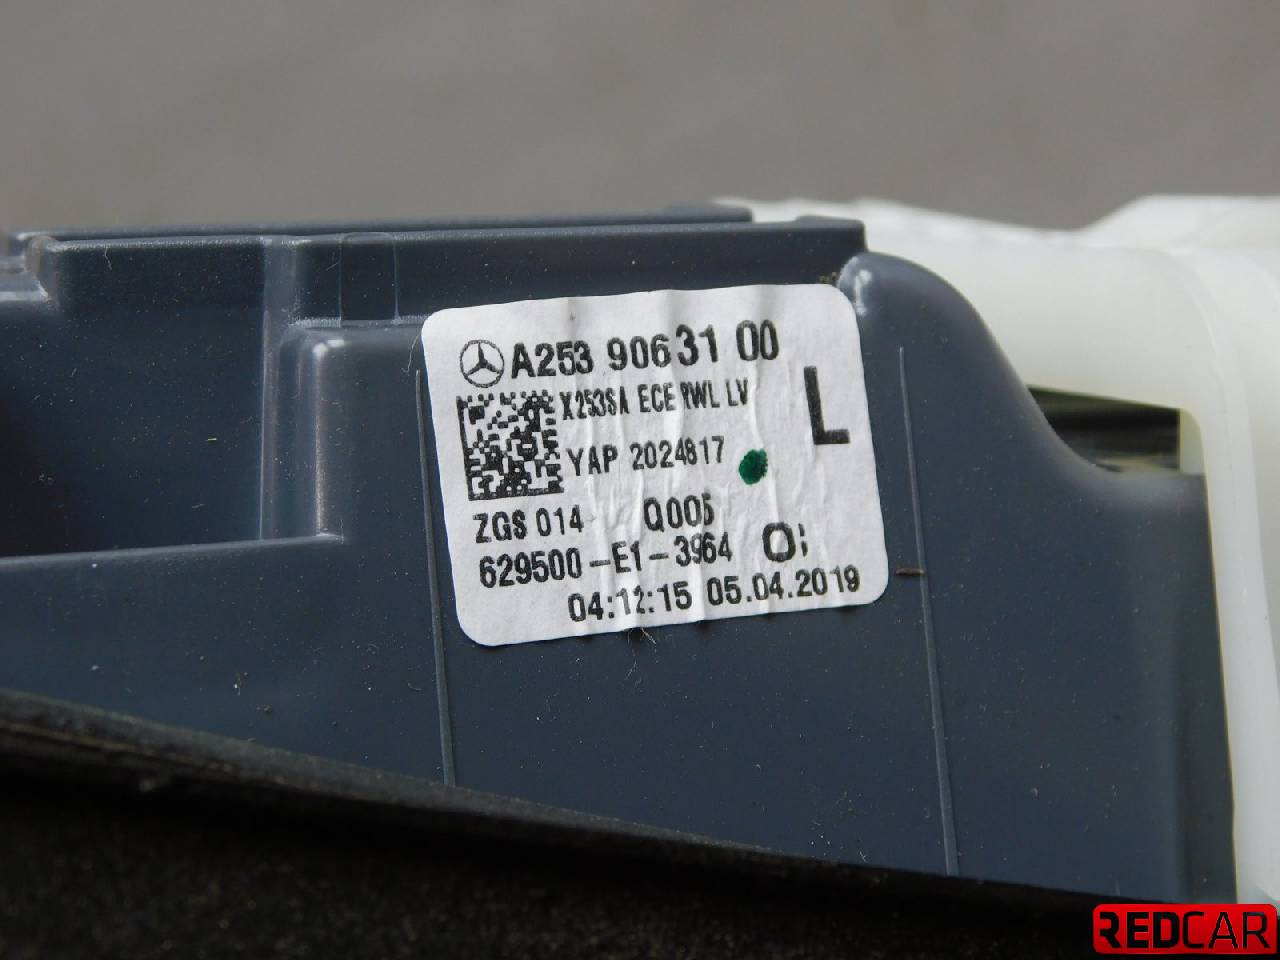 A253 906 31 00
X253SA ECE RWL LV
L
YAP 2024817
ZGS 014 Q005
629500-E1-3964 O
04:12:15 05.04.2019
REDCAR